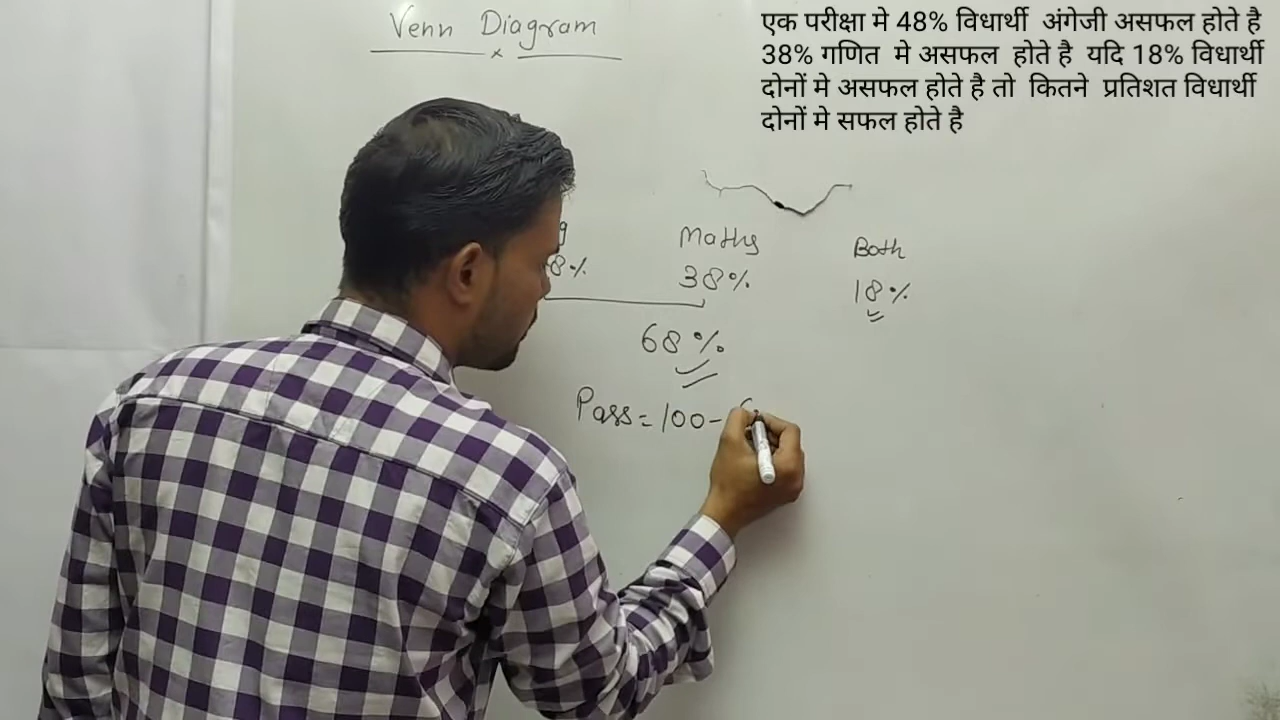 Venn Diagram
एक परीक्षा मे 48% विधार्थी अंगेजी असफल होते है
38% गणित मे असफल होते है यदि 18% विधार्थी
दोनों मे असफल होते है तो कितने प्रतिशत विधार्थी
दोनों मे सफल होते है
Maths Both
8% 38% 18%
68%
Pass = 100 -